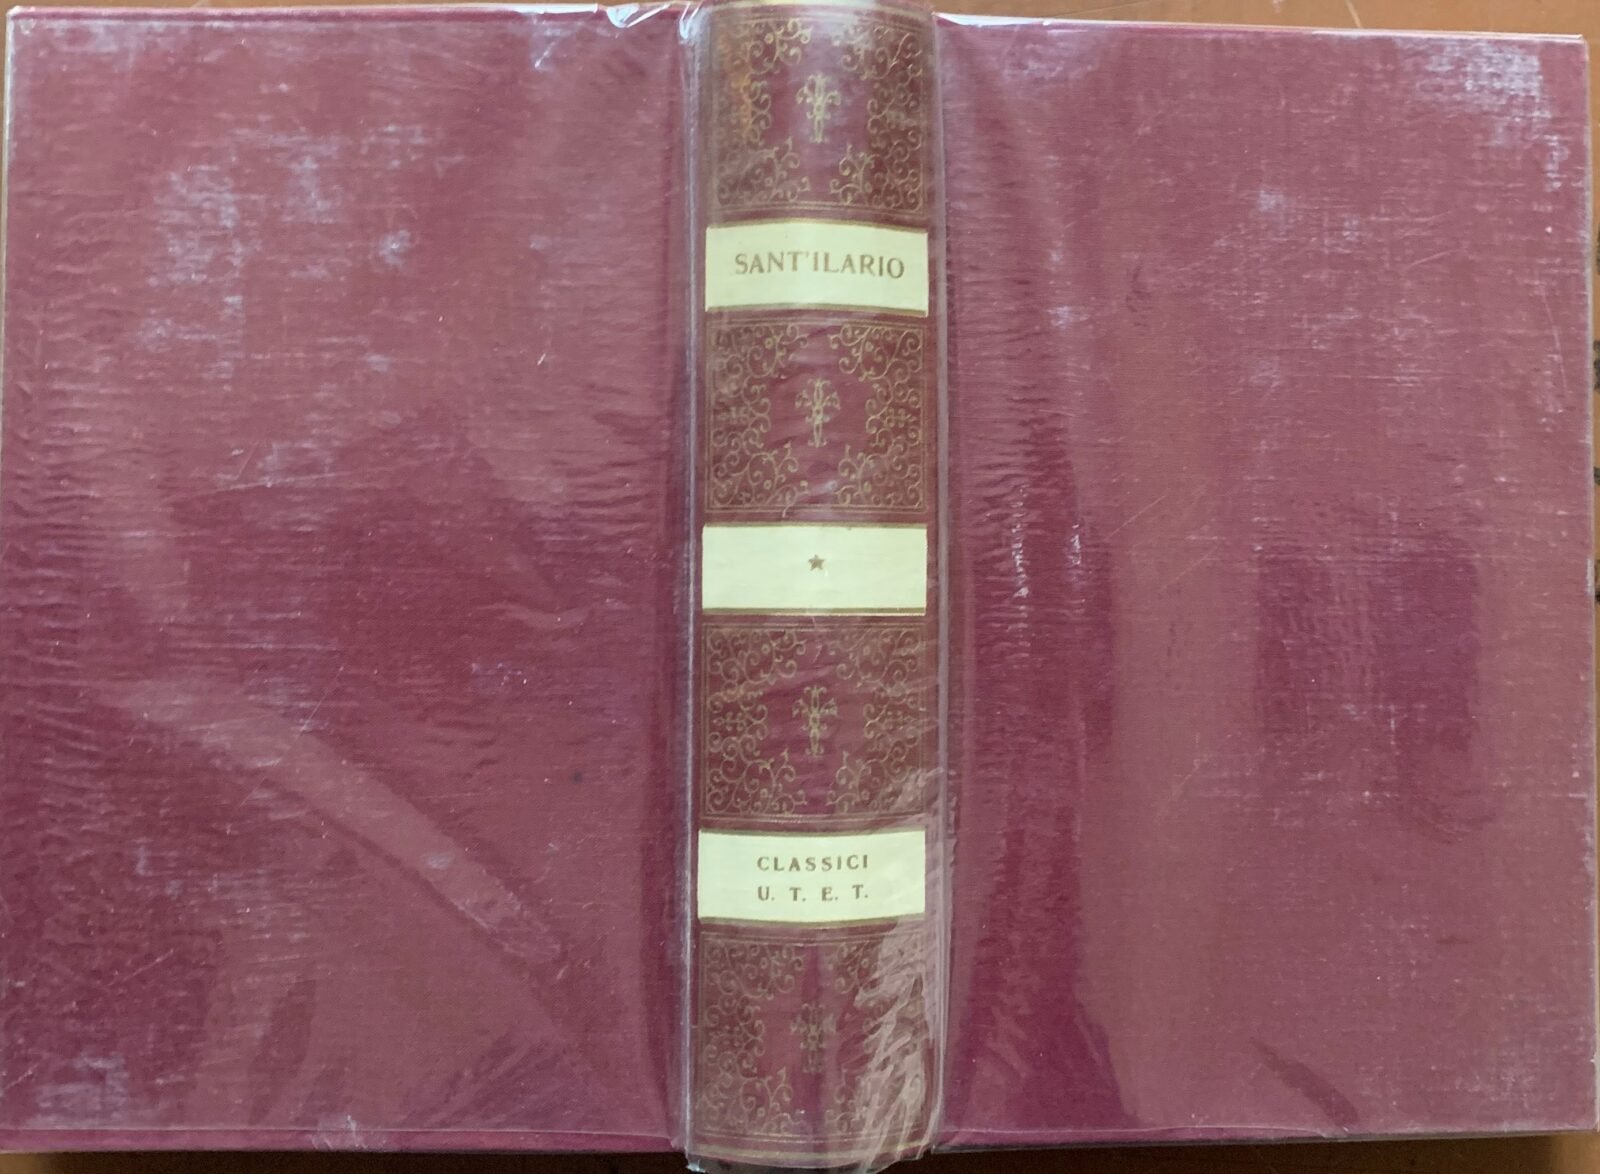 SANT'ILARIO
★
CLASSICI
U. T. E. T.